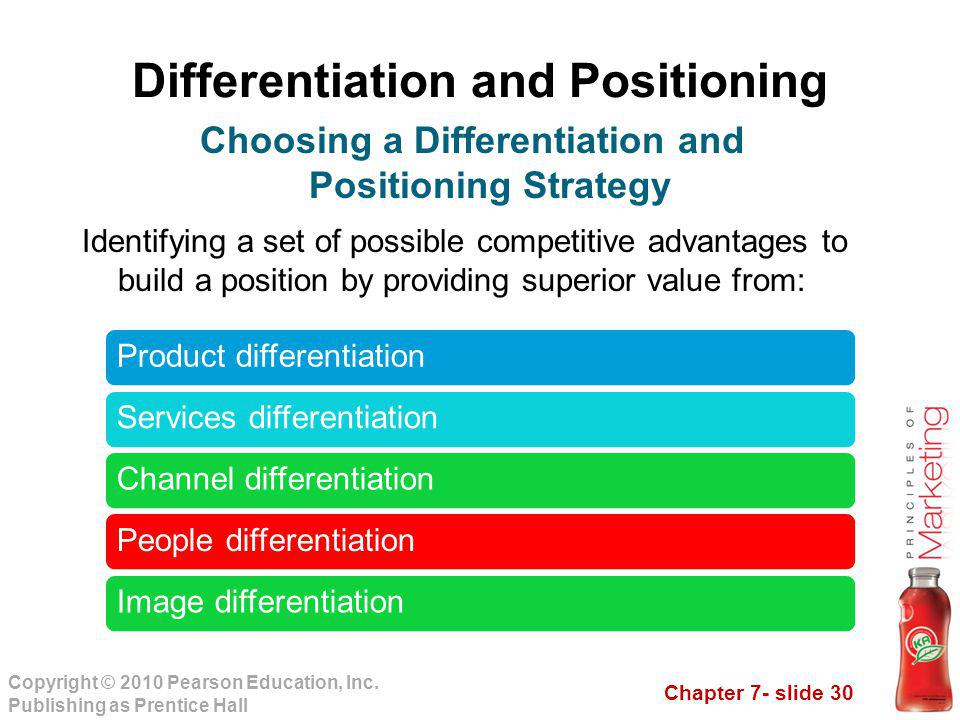 Differentiation and Positioning
Choosing a Differentiation and
Positioning Strategy
Identifying a set of possible competitive advantages to
build a position by providing superior value from:
Product differentiation
Services differentiation
Channel differentiation
People differentiation
Image differentiation
PRINCIPLES OF
Marketing
KA
Copyright © 2010 Pearson Education, Inc.
Publishing as Prentice Hall
Chapter 7- slide 30